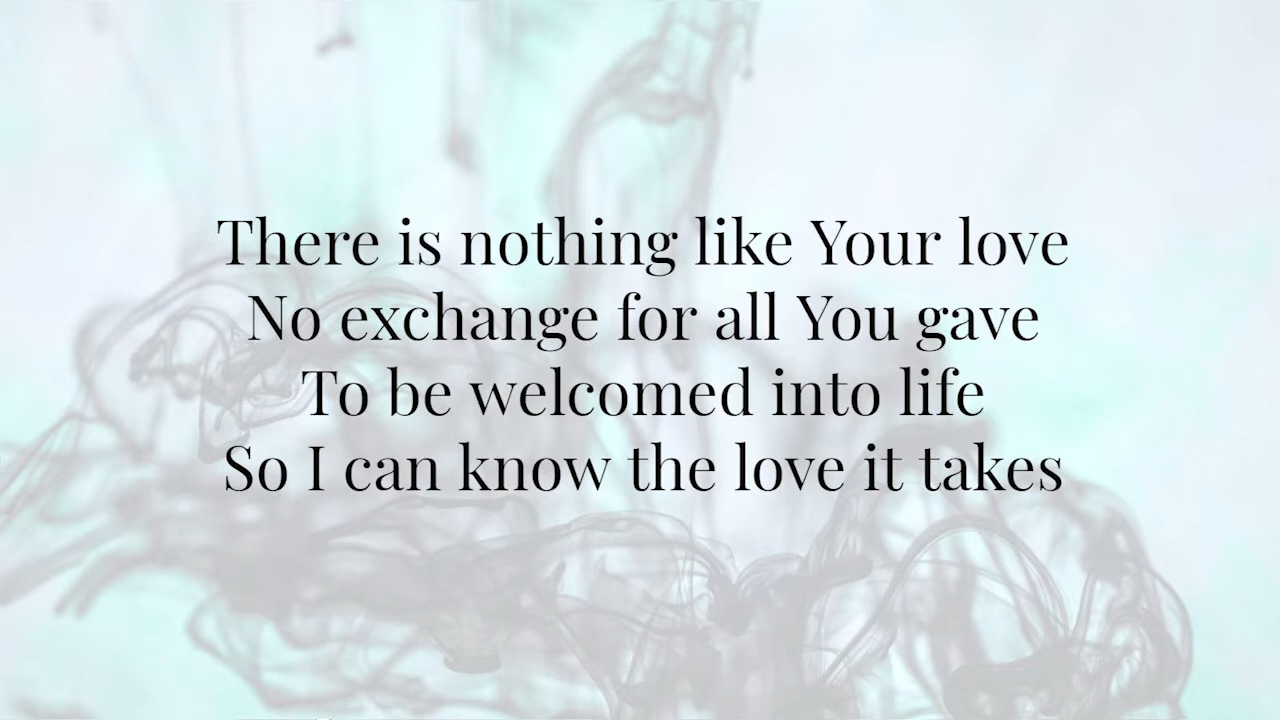 There is nothing like Your love
No exchange for all You gave
To be welcomed into life
So I can know the love it takes